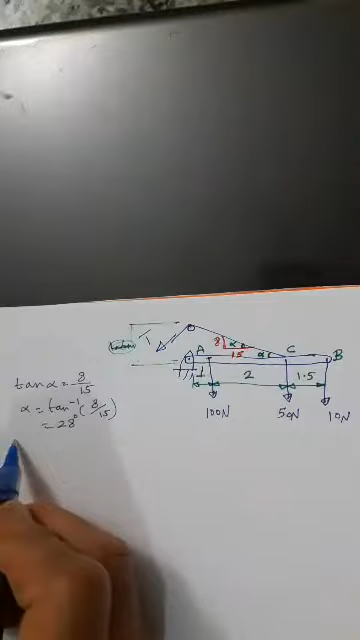 A
8
α
15
α
C
B
1
2
1.5
100N
50N
10N
tan α = 8/15
α = tan⁻¹ (8/15)
= 28°